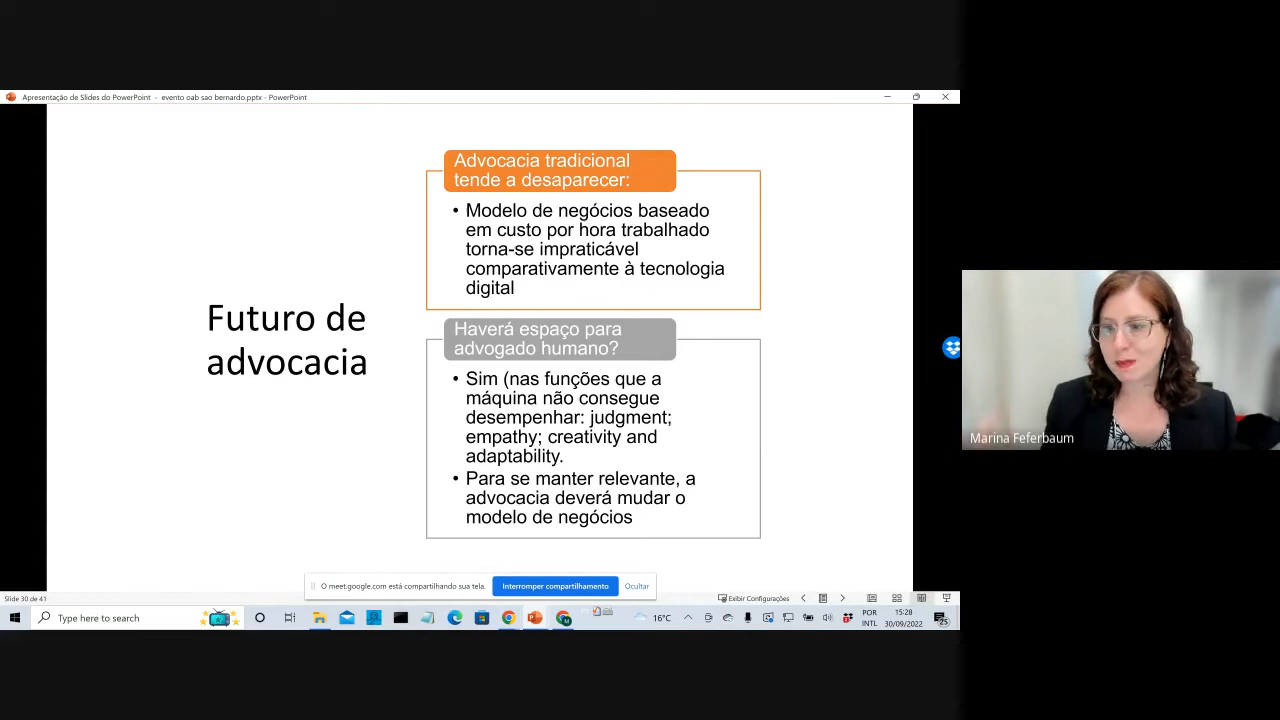 Apresentação de Slides do PowerPoint - evento oab sao bernardo.pptx - PowerPoint
Advocacia tradicional
tende a desaparecer:
• Modelo de negócios baseado
em custo por hora trabalhado
torna-se impraticável
comparativamente à tecnologia
digital
Futuro de
advocacia
Haverá espaço para
advogado humano?
• Sim (nas funções que a
máquina não consegue
desempenhar: judgment;
empathy; creativity and
adaptability.
• Para se manter relevante, a
advocacia deverá mudar o
modelo de negócios
Marina Feferbaum
O meet.google.com está compartilhando sua tela.
Interromper compartilhamento
Ocultar
Slide 30 de 41
Exibir Configurações
Type here to search
16°C
POR
INTL
15:28
30/09/2022
25